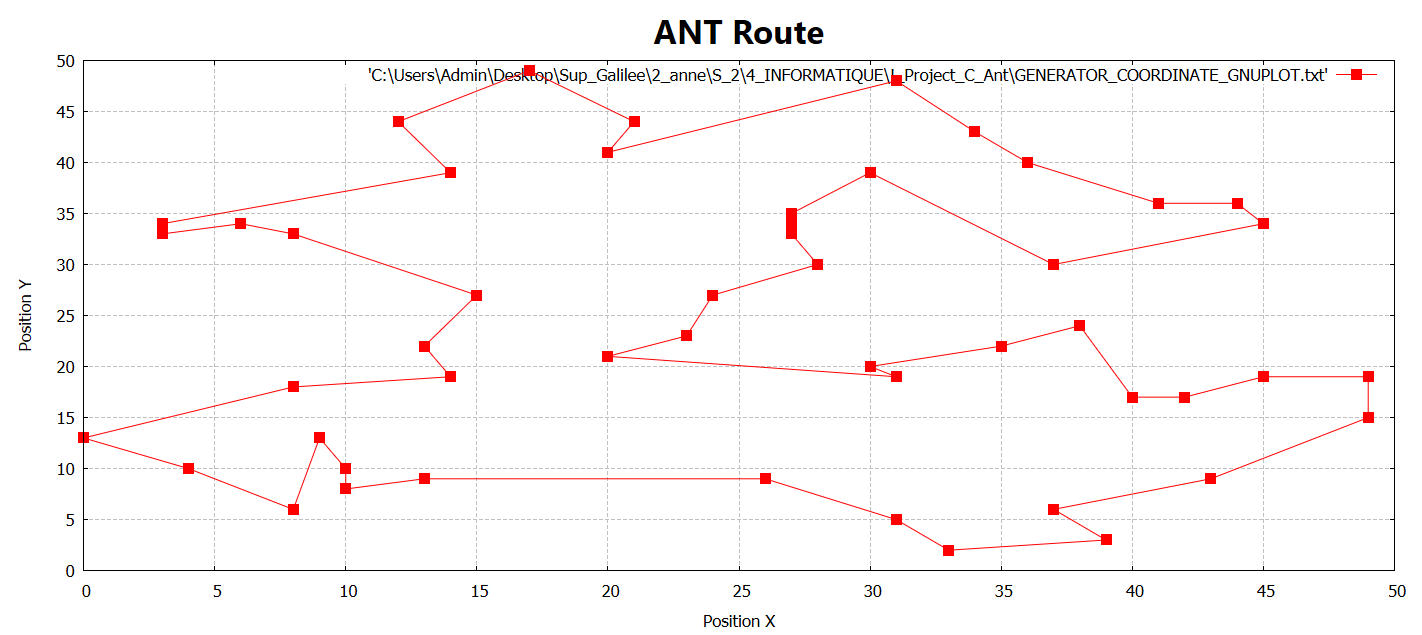 ANT Route
'C:\Users\Admin\Desktop\Sup_Galilee\2_anne\S_2\4_INFORMATIQUE\ _Project_C_Ant\GENERATOR_COORDINATE_GNUPLOT.txt'
50
45
40
35
30
25
20
15
10
5
0
Position Y
0 5 10 15 20 25 30 35 40 45 50
Position X